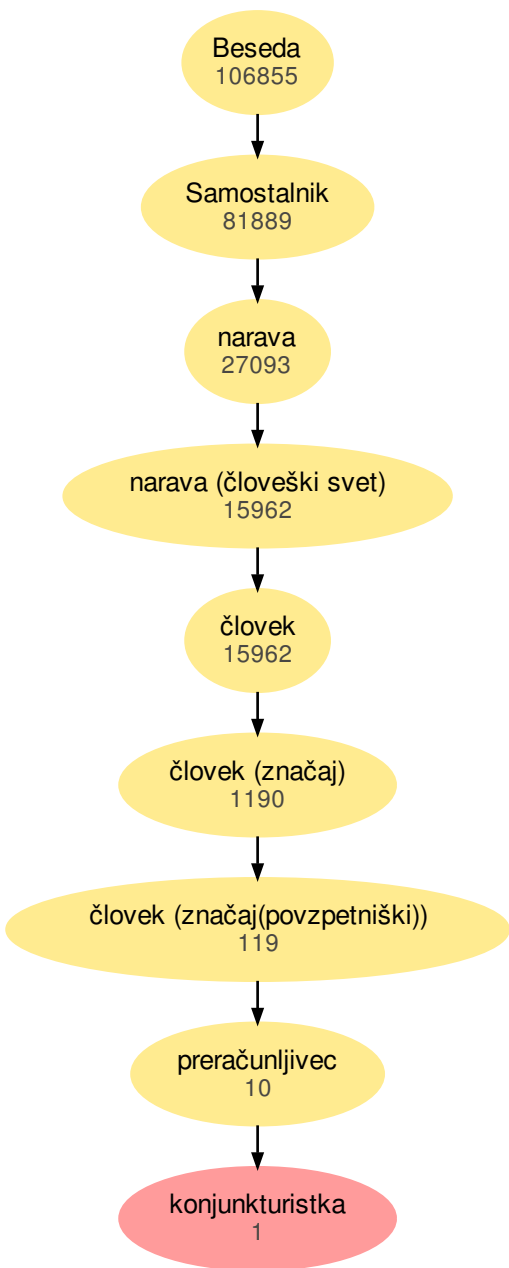 Beseda
106855
Samostalnik
81889
narava
27093
narava (človeški svet)
15962
človek
15962
človek (značaj)
1190
človek (značaj(povzpetniški))
119
preračunljivec
10
konjunkturistka
1